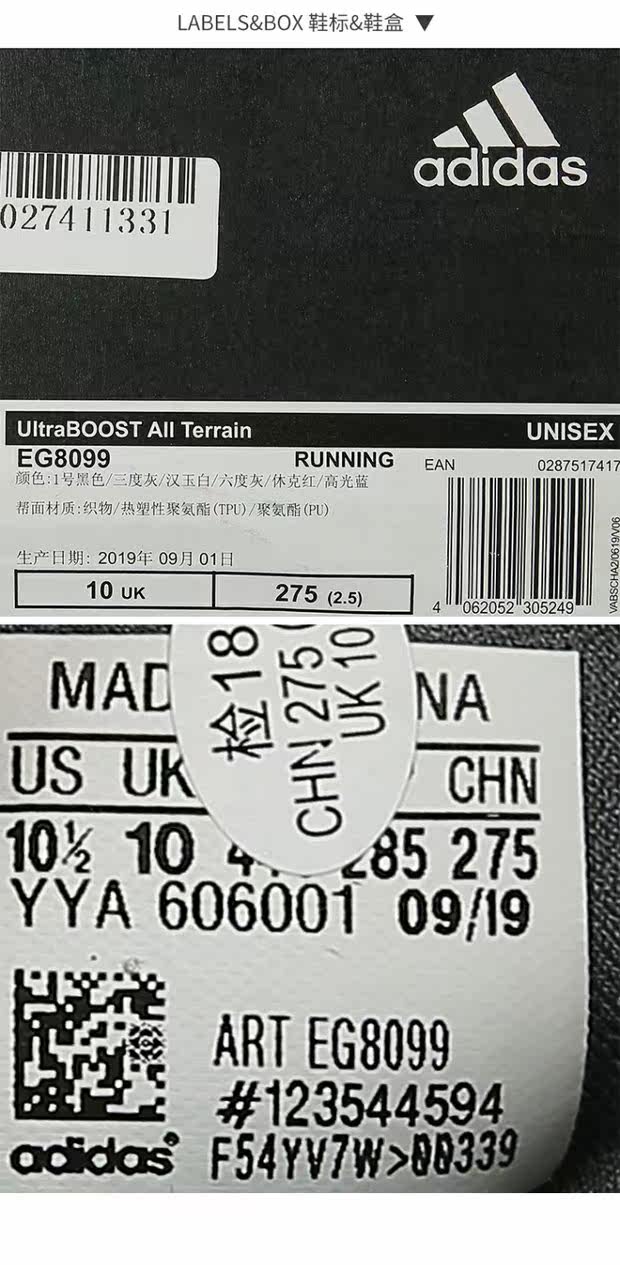 LABELS&BOX 鞋标&鞋盒 ▼
adidas
027411331
UltraBOOST All Terrain UNISEX
EG8099 RUNNING EAN 0287517417
颜色:1号黑色/三度灰/汉玉白/六度灰/休克红/高光蓝
帮面材质:织物/热塑性聚氨酯(TPU)/聚氨酯(PU)
生产日期: 2019年 09月 01日
10 UK 275 (2.5)
4 062052 305249
VABSCHA2/0619/V06
检18
CHN 275
UK 10
US UK CHN
10½ 10 285 275
YYA 606001 09/19
ART EG8099
#123544594
adidas® F54YV7W>00339